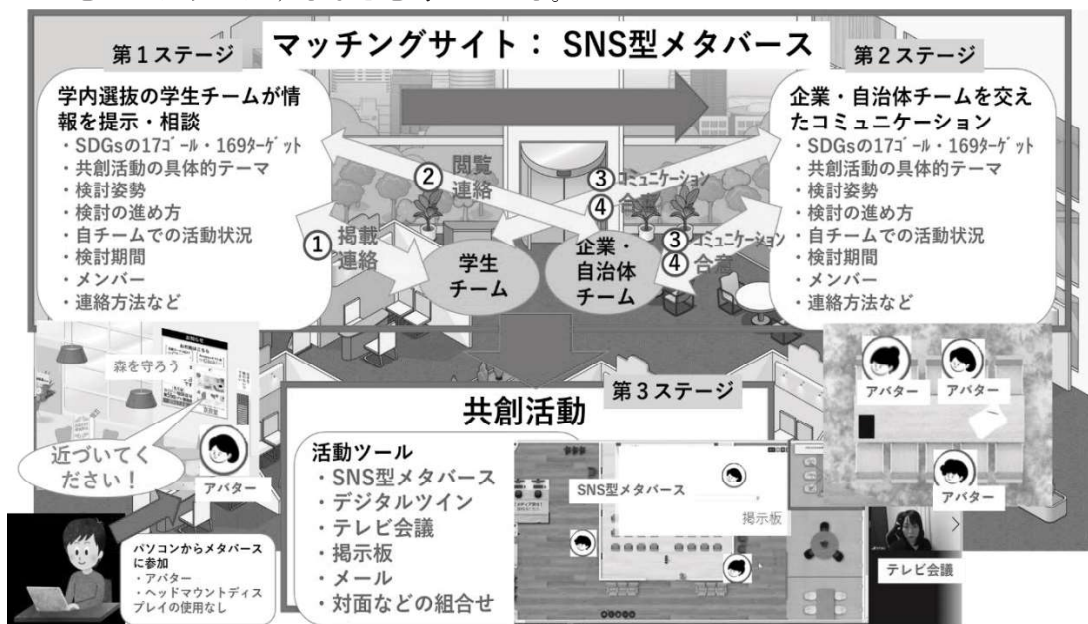 マッチングサイト： SNS型メタバース
第１ステージ
学内選抜の学生チームが情
報を提示・相談
・SDGsの17ｺﾞｰﾙ・169ﾀｰｹﾞｯﾄ
・共創活動の具体的テーマ
・検討姿勢
・検討の進め方
・自チームでの活動状況
・検討期間
・メンバー
・連絡方法など
第２ステージ
企業・自治体チームを交え
たコミュニケーション
・SDGsの17ｺﾞｰﾙ・169ﾀｰｹﾞｯﾄ
・共創活動の具体的テーマ
・検討姿勢
・検討の進め方
・自チームでの活動状況
・検討期間
・メンバー
・連絡方法など
② 閲覧
連絡
① 掲載
連絡
③ ｺﾐｭﾆｹｰｼｮﾝ
④ 合意
③ ｺﾐｭﾆｹｰｼｮﾝ
④ 合意
学生
チーム
企業・
自治体
チーム
お知らせ
森を守ろう
近づいてく
ださい！
アバター
パソコンからメタバース
に参加
・アバター
・ヘッドマウントディス
プレイの使用なし
第３ステージ
共創活動
活動ツール
・SNS型メタバース
・デジタルツイン
・テレビ会議
・掲示板
・メール
・対面などの組合せ
SNS型メタバース
掲示板
アバター
アバター
アバター
テレビ会議